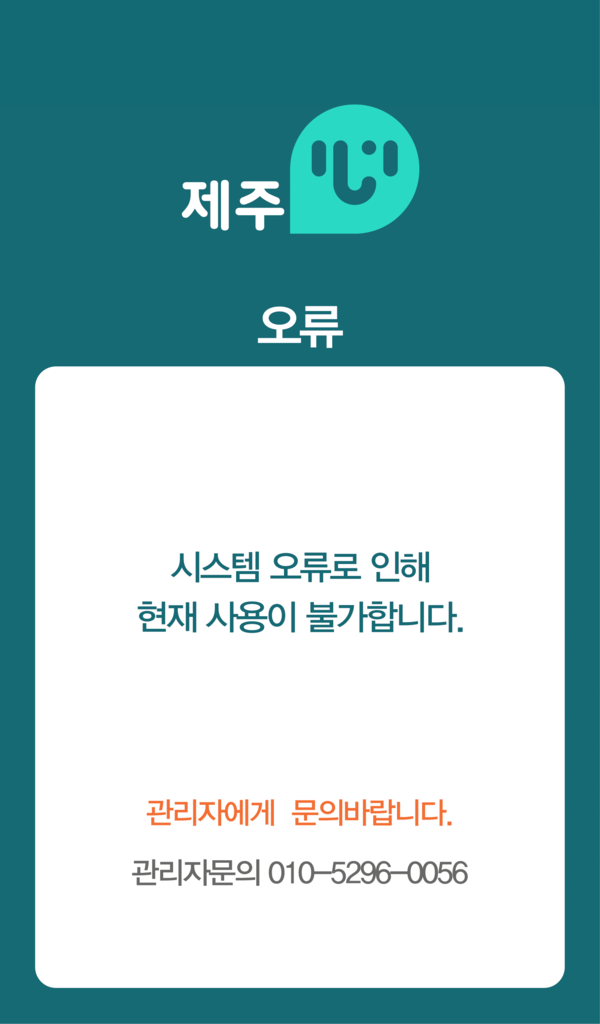 제주
오류
시스템 오류로 인해
현재 사용이 불가합니다.
관리자에게 문의바랍니다.
관리자문의 010-5296-0056